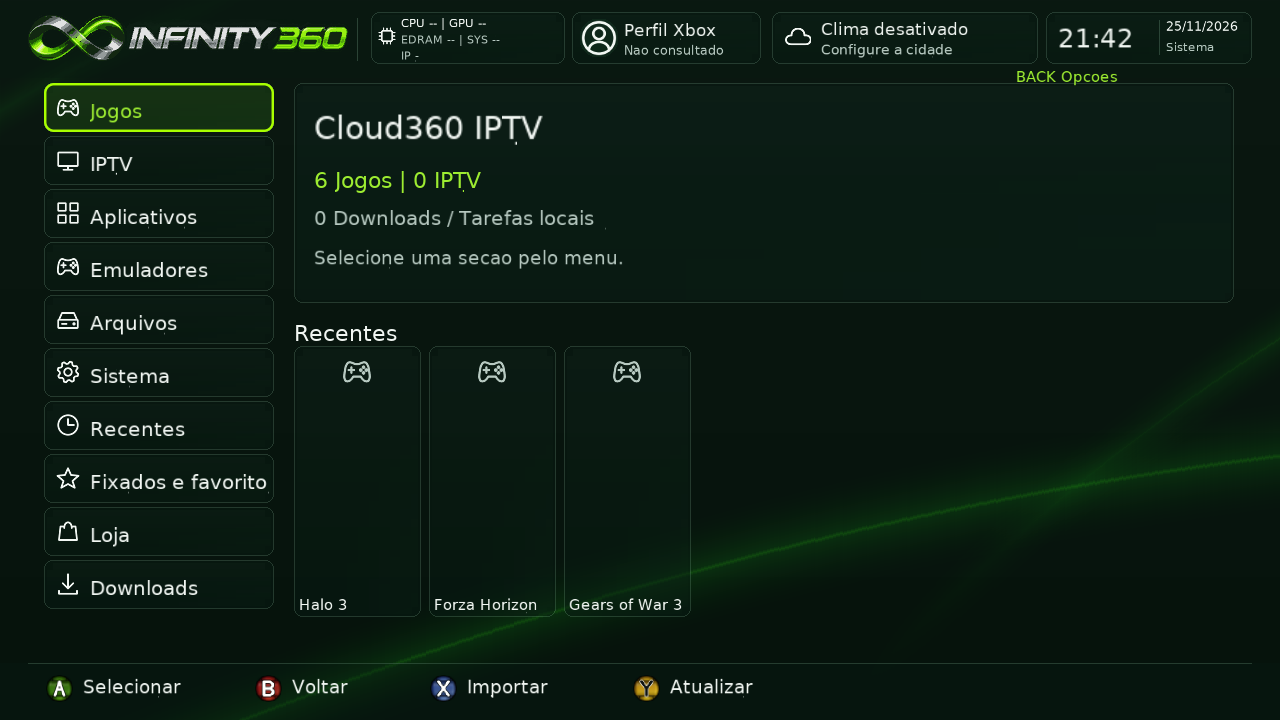 INFINITY 360
CPU -- | GPU --
EDRAM -- | SYS --
IP -
Perfil Xbox
Nao consultado
Clima desativado
Configure a cidade
21:42
25/11/2026
Sistema
BACK Opcoes
Jogos
IPTV
Aplicativos
Emuladores
Arquivos
Sistema
Recentes
Fixados e favorito
Loja
Downloads
Cloud360 IPTV
6 Jogos | 0 IPTV
0 Downloads / Tarefas locais
Selecione uma secao pelo menu.
Recentes
Halo 3
Forza Horizon
Gears of War 3
A Selecionar
B Voltar
X Importar
Y Atualizar